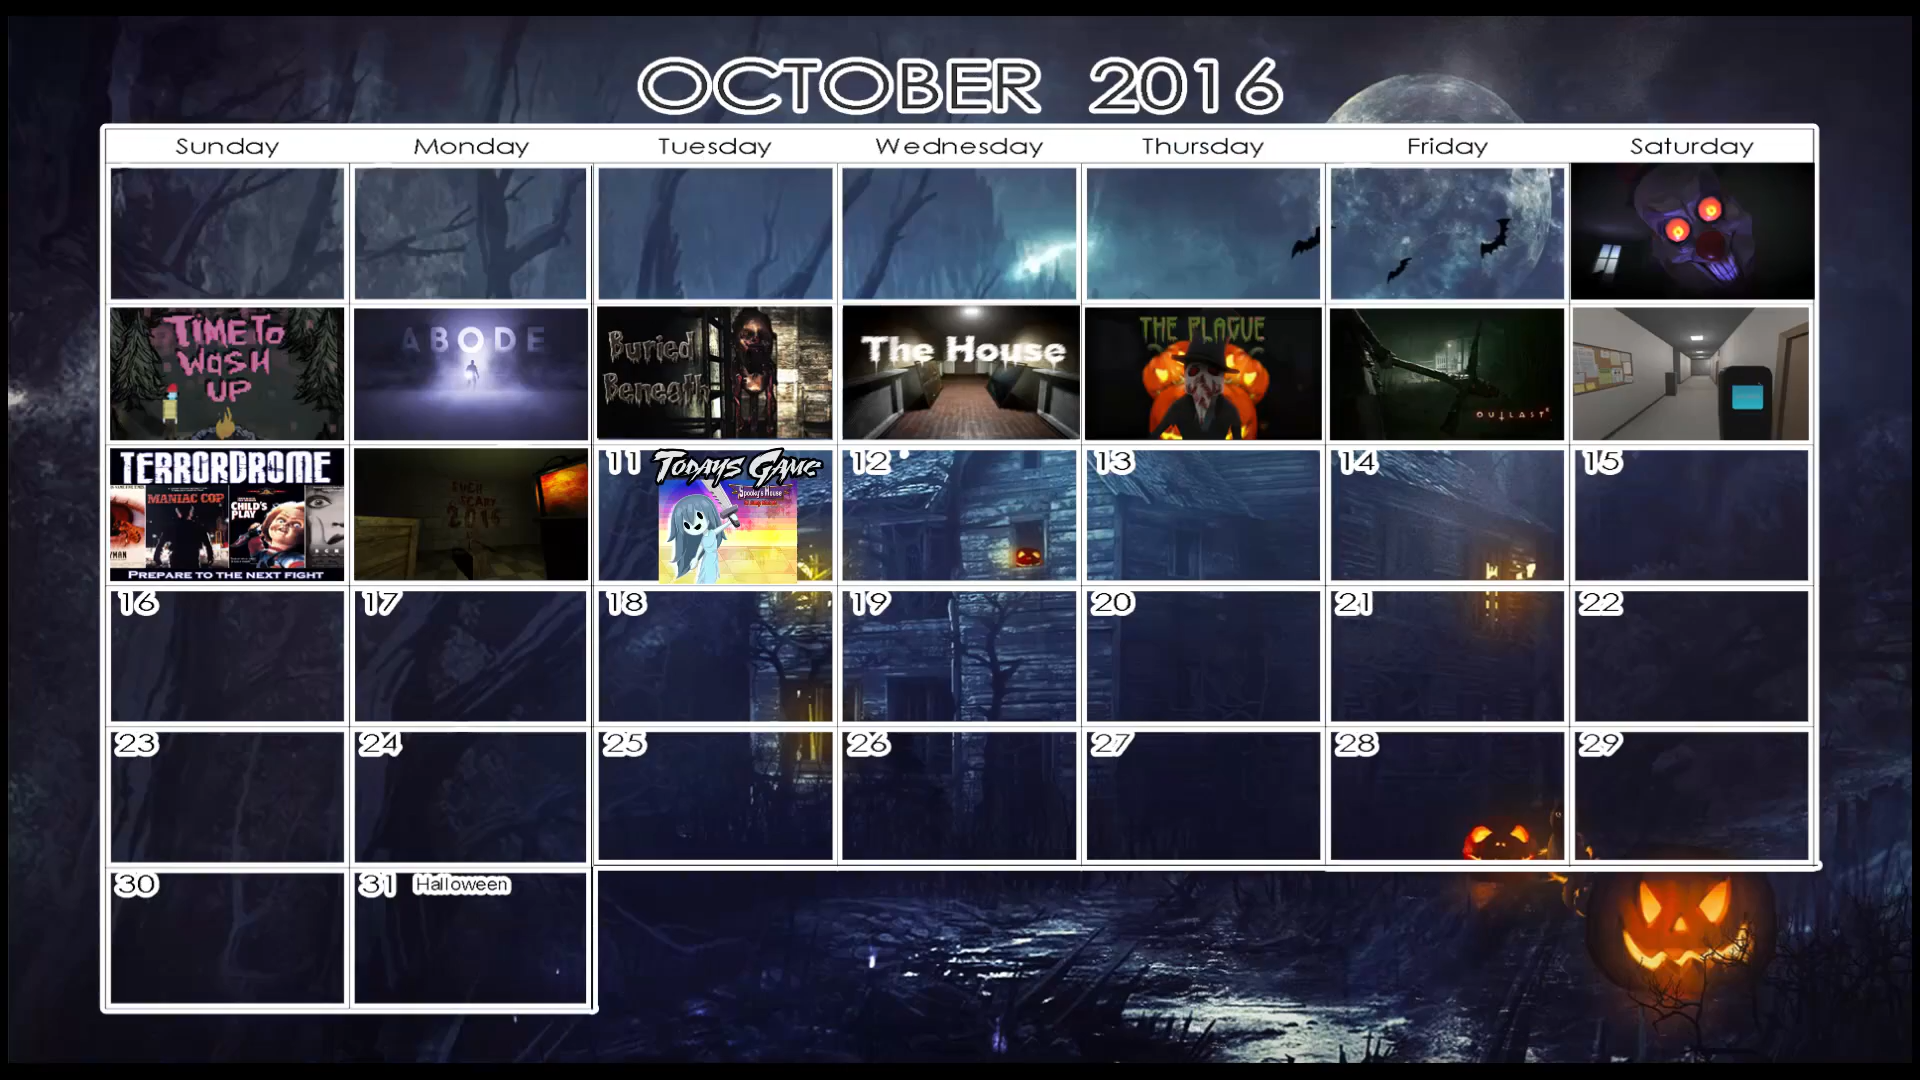 OCTOBER 2016
Sunday Monday Tuesday Wednesday Thursday Friday Saturday
TIME TO
WASH
UP
ABODE
Buried
Beneath
The House
THE PLAGUE
OUTLAST
TERRORDROME
MANIAC COP
CHILD'S
PLAY
PREPARE TO THE NEXT FIGHT
SUCH
SCARY
2014
11 TODAYS GAME
Spooky's House
12 13 14 15
16 17 18 19 20 21 22
23 24 25 26 27 28 29
30 31 Halloween